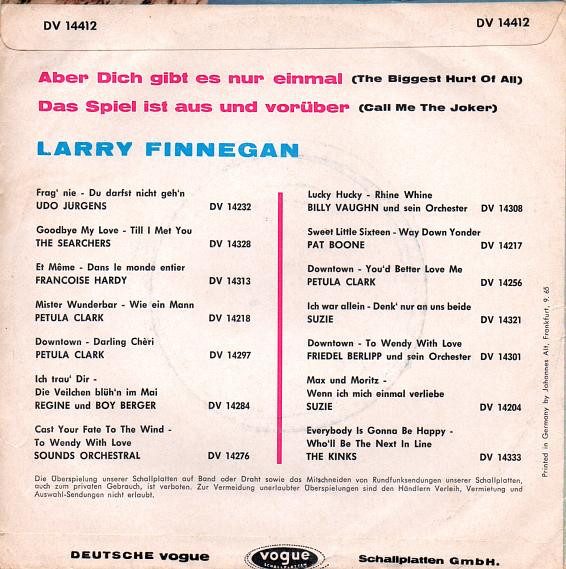 DV 14412 DV 14412
Aber Dich gibt es nur einmal (The Biggest Hurt Of All)
Das Spiel ist aus und vorüber (Call Me The Joker)
LARRY FINNEGAN
Frag' nie - Du darfst nicht geh'n
UDO JÜRGENS DV 14232
Goodbye My Love - Till I Met You
THE SEARCHERS DV 14328
Et Même - Dans le monde entier
FRANCOISE HARDY DV 14313
Mister Wunderbar - Wie ein Mann
PETULA CLARK DV 14218
Downtown - Darling Chèri
PETULA CLARK DV 14297
Ich trau' Dir -
Die Veilchen blüh'n im Mai
REGINE und BOY BERGER DV 14284
Cast Your Fate To The Wind -
To Wendy With Love
SOUNDS ORCHESTRAL DV 14276
Lucky Hucky - Rhine Whine
BILLY VAUGHN und sein Orchester DV 14308
Sweet Little Sixteen - Way Down Yonder
PAT BOONE DV 14217
Downtown - You'd Better Love Me
PETULA CLARK DV 14256
Ich war allein - Denk' nur an uns beide
SUZIE DV 14321
Downtown - To Wendy With Love
FRIEDEL BERLIPP und sein Orchester DV 14301
Max und Moritz -
Wenn ich mich einmal verliebe
SUZIE DV 14204
Everybody Is Gonna Be Happy -
Who'll Be The Next In Line
THE KINKS DV 14333
Printed in Germany by Johannes Alt, Frankfurt, 9. 65
Die Überspielung unserer Schallplatten auf Band oder Draht sowie das Mitschneiden von Rundfunksendungen unserer Schallplatten,
auch zum privaten Gebrauch, ist verboten. Zur Vermeidung unerlaubter Überspielungen sind den Händlern Verleih, Vermietung und
Auswahl-Sendungen nicht erlaubt.
DEUTSCHE vogue vogue Schallplatten GmbH.
SCHALLPLATTEN